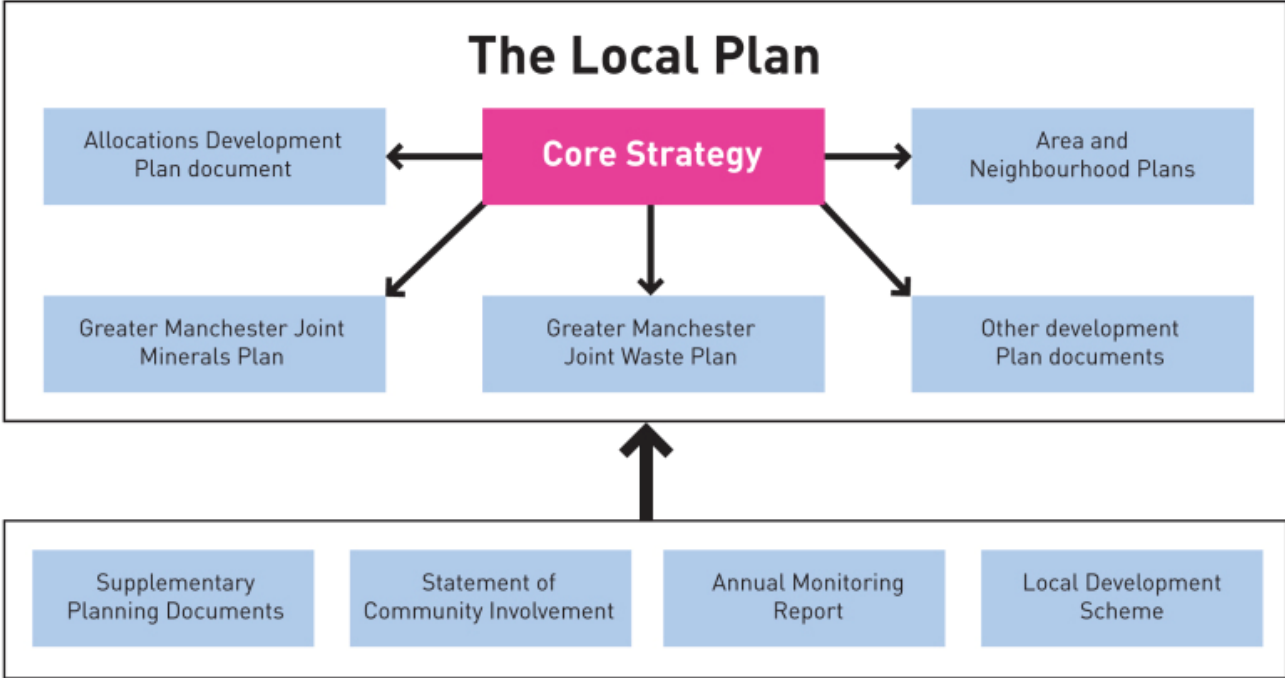 The Local Plan
Allocations Development
Plan document
Core Strategy
Area and
Neighbourhood Plans
Greater Manchester Joint
Minerals Plan
Greater Manchester
Joint Waste Plan
Other development
Plan documents
Supplementary
Planning Documents
Statement of
Community Involvement
Annual Monitoring
Report
Local Development
Scheme